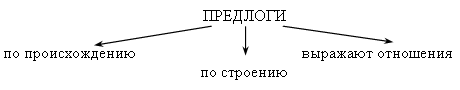 ПРЕДЛОГИ
по происхождению
выражают отношения
по строению